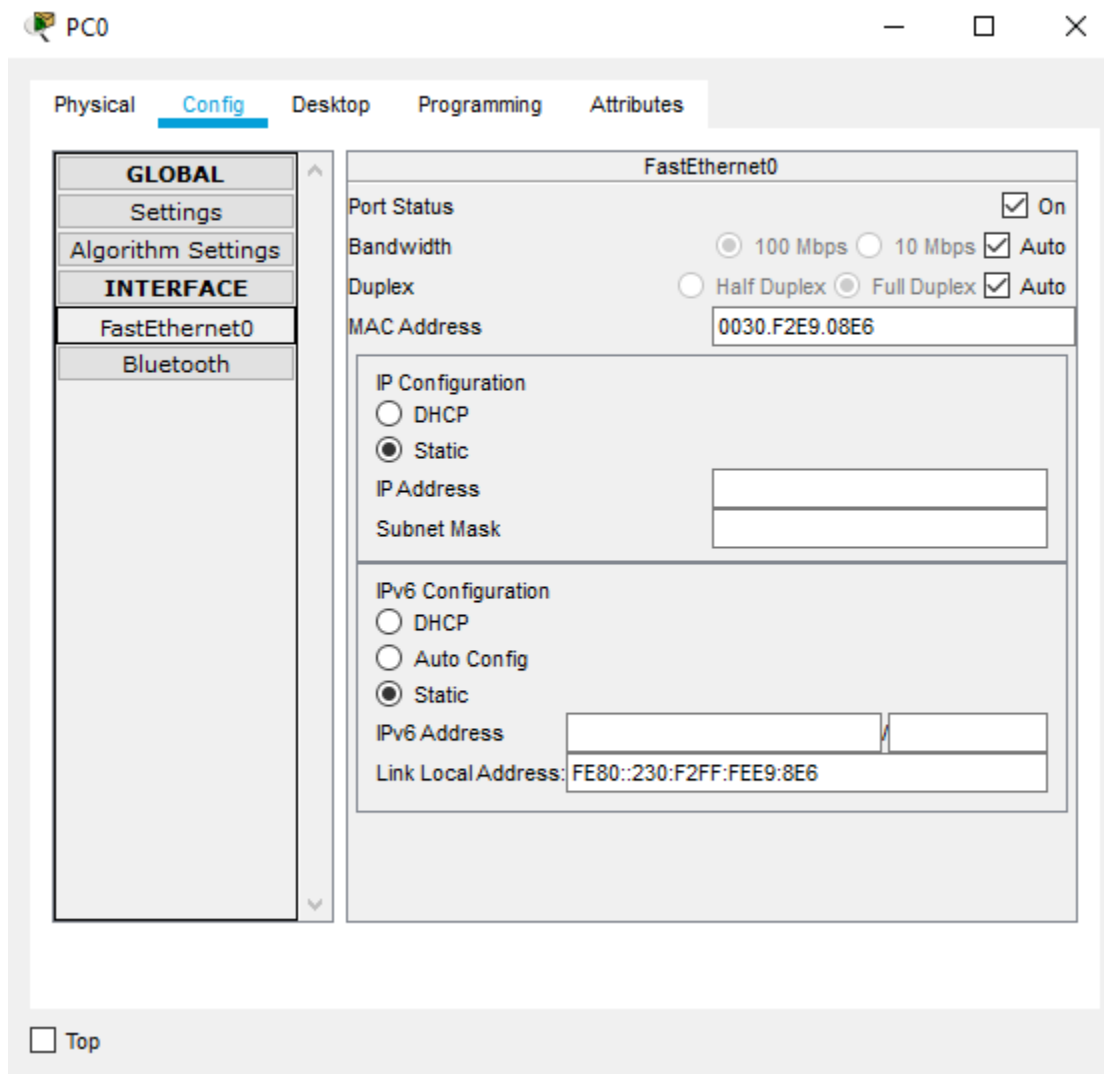 PC0
Physical Config Desktop Programming Attributes
GLOBAL
Settings
Algorithm Settings
INTERFACE
FastEthernet0
Bluetooth
FastEthernet0
Port Status On
Bandwidth 100 Mbps 10 Mbps Auto
Duplex Half Duplex Full Duplex Auto
MAC Address 0030.F2E9.08E6
IP Configuration
DHCP
Static
IP Address
Subnet Mask
IPv6 Configuration
DHCP
Auto Config
Static
IPv6 Address /
Link Local Address: FE80::230:F2FF:FEE9:8E6
Top